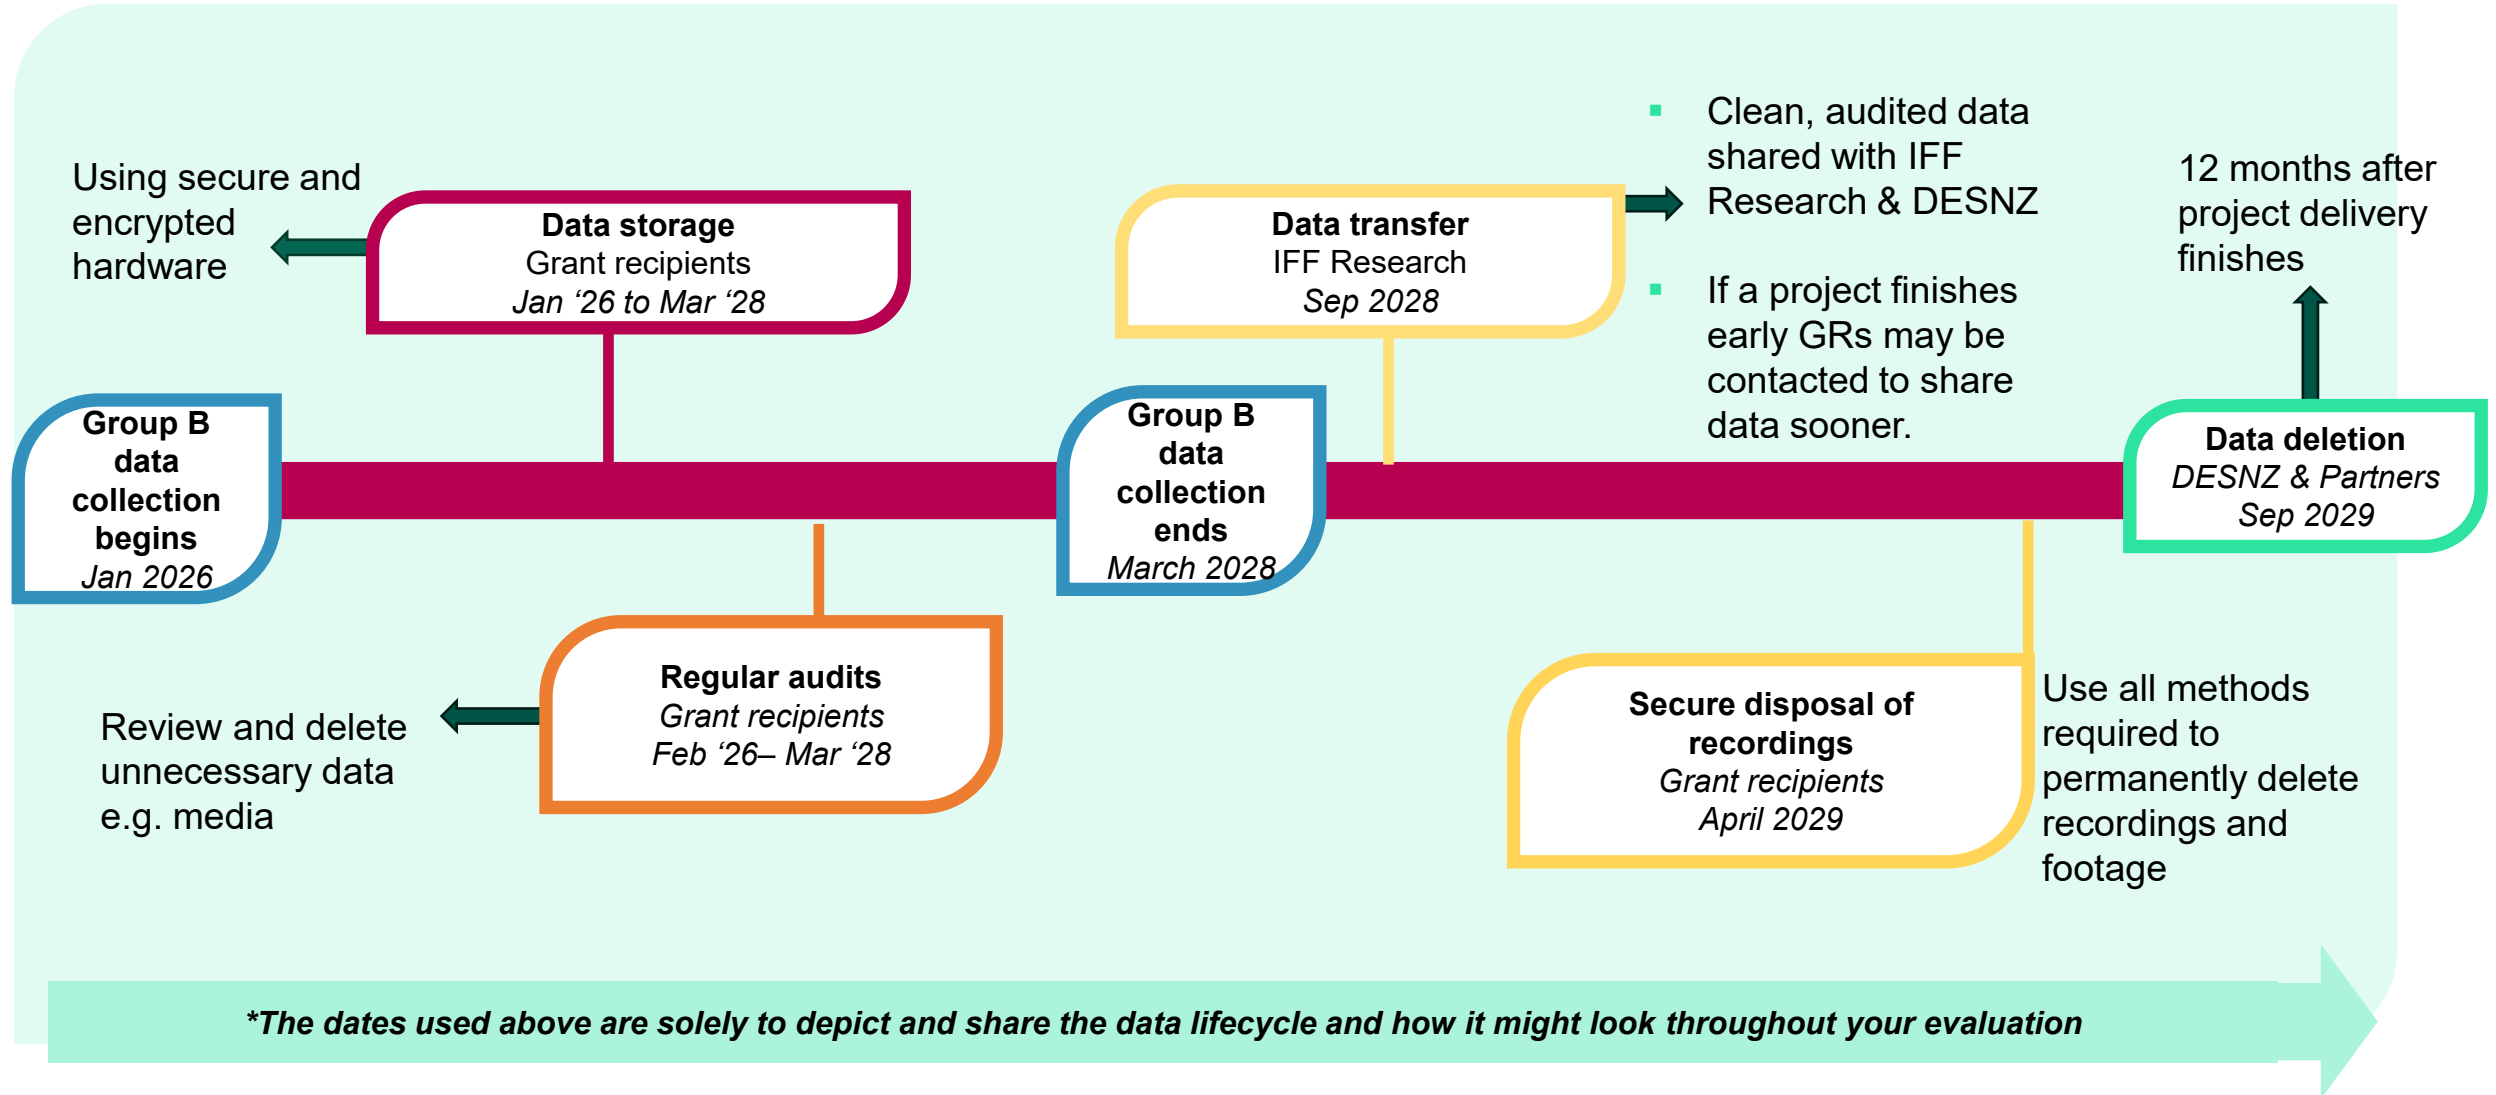 Using secure and
encrypted
hardware
Data storage
Grant recipients
Jan ‘26 to Mar ‘28
Data transfer
IFF Research
Sep 2028
▪ Clean, audited data
shared with IFF
Research & DESNZ
▪ If a project finishes
early GRs may be
contacted to share
data sooner.
12 months after
project delivery
finishes
Group B
data
collection
begins
Jan 2026
Group B
data
collection
ends
March 2028
Data deletion
DESNZ & Partners
Sep 2029
Review and delete
unnecessary data
e.g. media
Regular audits
Grant recipients
Feb ‘26– Mar ‘28
Secure disposal of
recordings
Grant recipients
April 2029
Use all methods
required to
permanently delete
recordings and
footage
*The dates used above are solely to depict and share the data lifecycle and how it might look throughout your evaluation